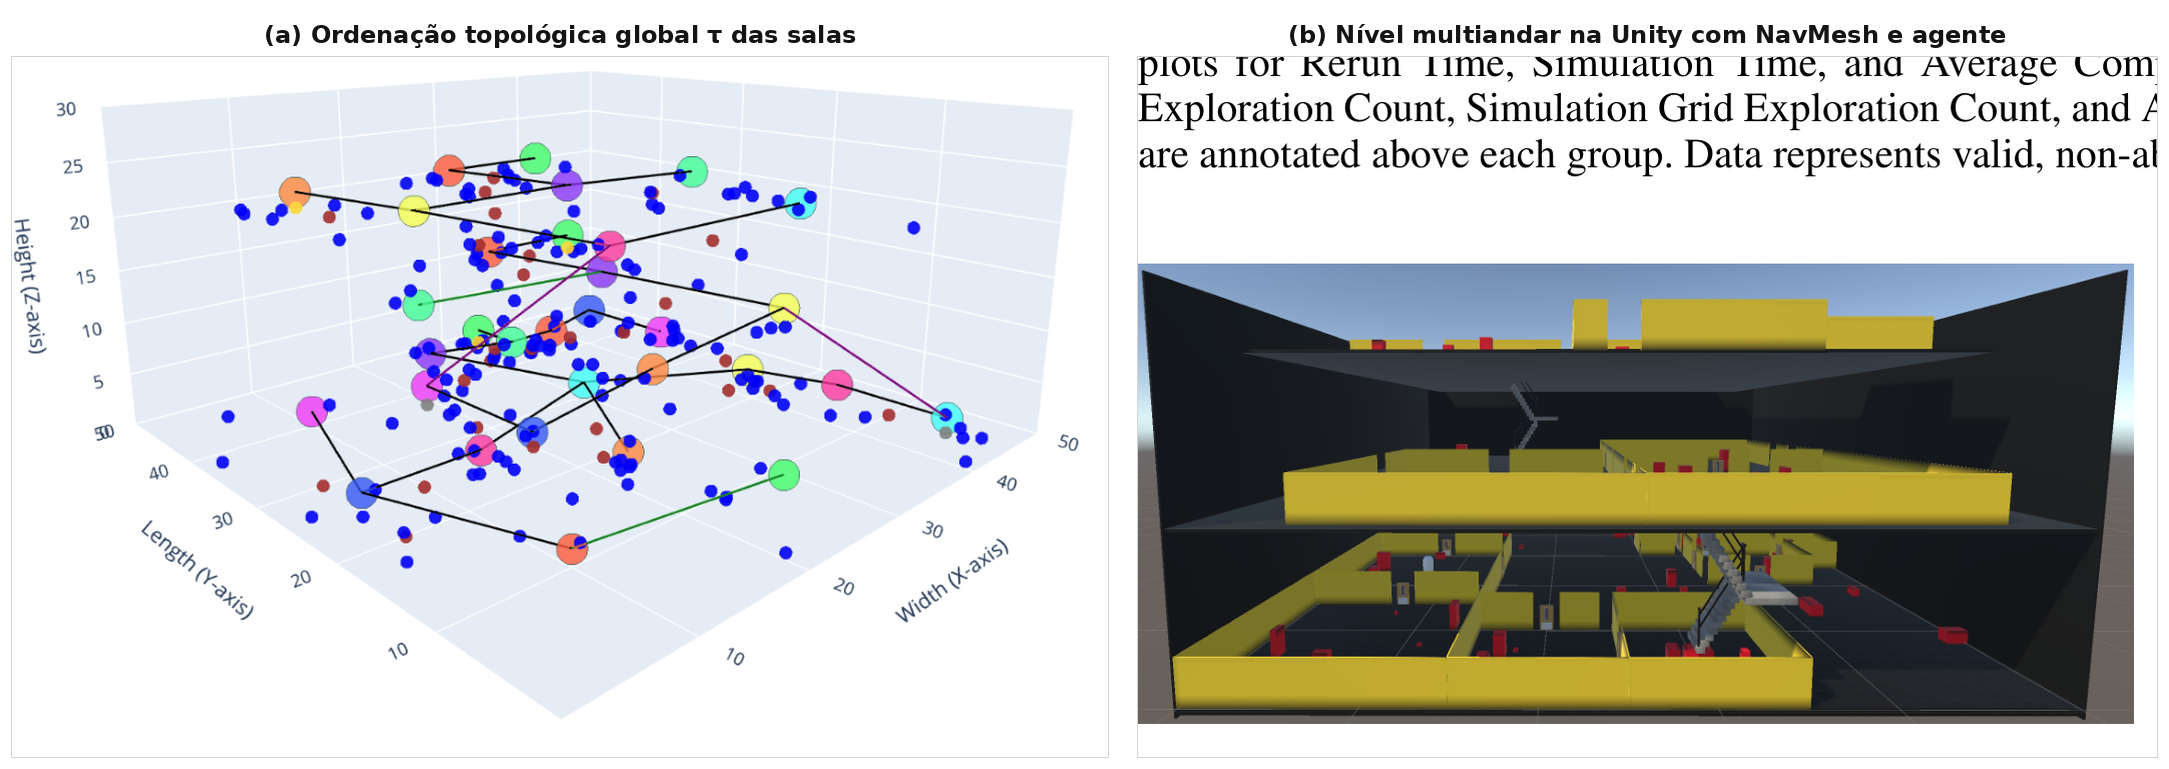 (a) Ordenação topológica global τ das salas
30
25
20
15
10
5
0
50
40
30
20
10
10
20
30
40
50
Height (Z-axis)
Length (Y-axis)
Width (X-axis)
(b) Nível multiandar na Unity com NavMesh e agente
plots for Rerun Time, Simulation Time, and Average
Exploration Count, Simulation Grid Exploration Count, and
are annotated above each group. Data represents valid,